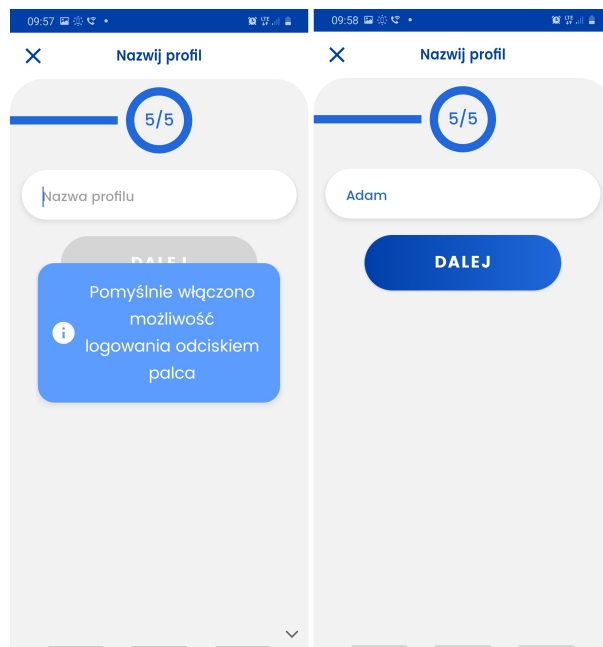 09:57
Nazwij profil
5/5
Nazwa profilu
DALEJ
Pomyślnie włączono
możliwość
logowania odciskiem
palca
09:58
Nazwij profil
5/5
Adam
DALEJ